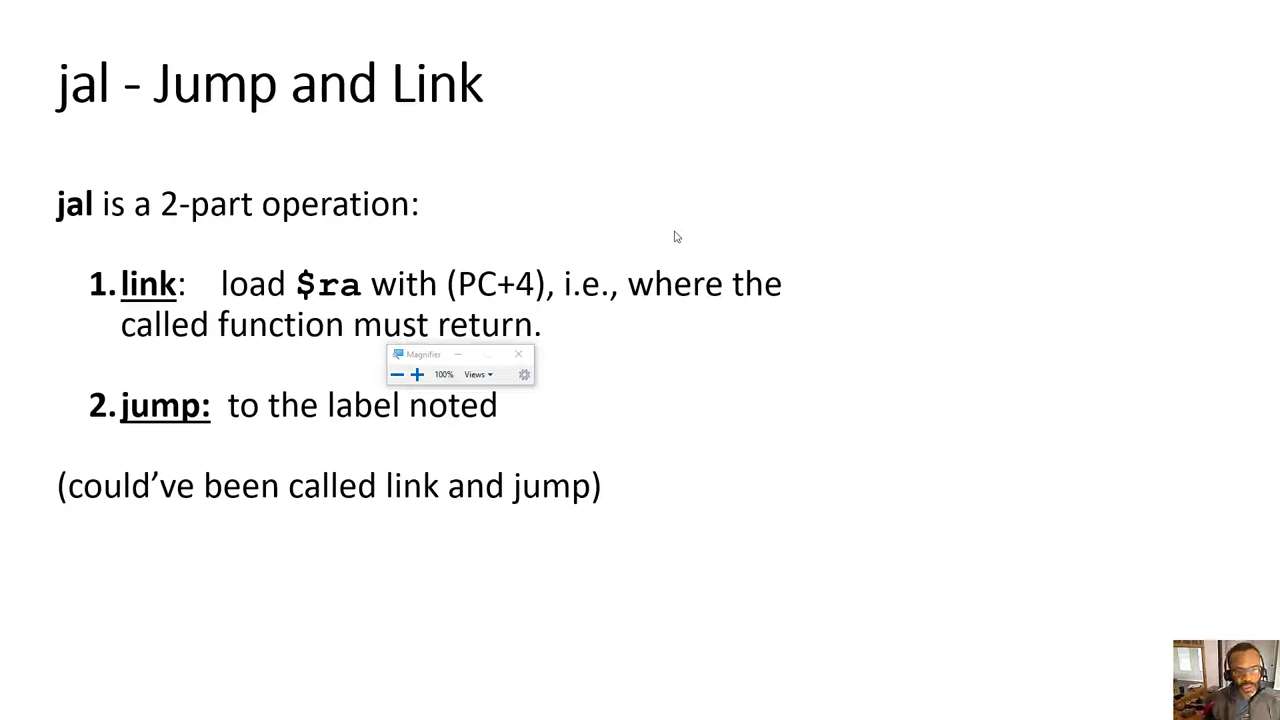 jal - Jump and Link
jal is a 2-part operation:
1. link: load $ra with (PC+4), i.e., where the
called function must return.
Magnifier
100% Views
2. jump: to the label noted
(could’ve been called link and jump)